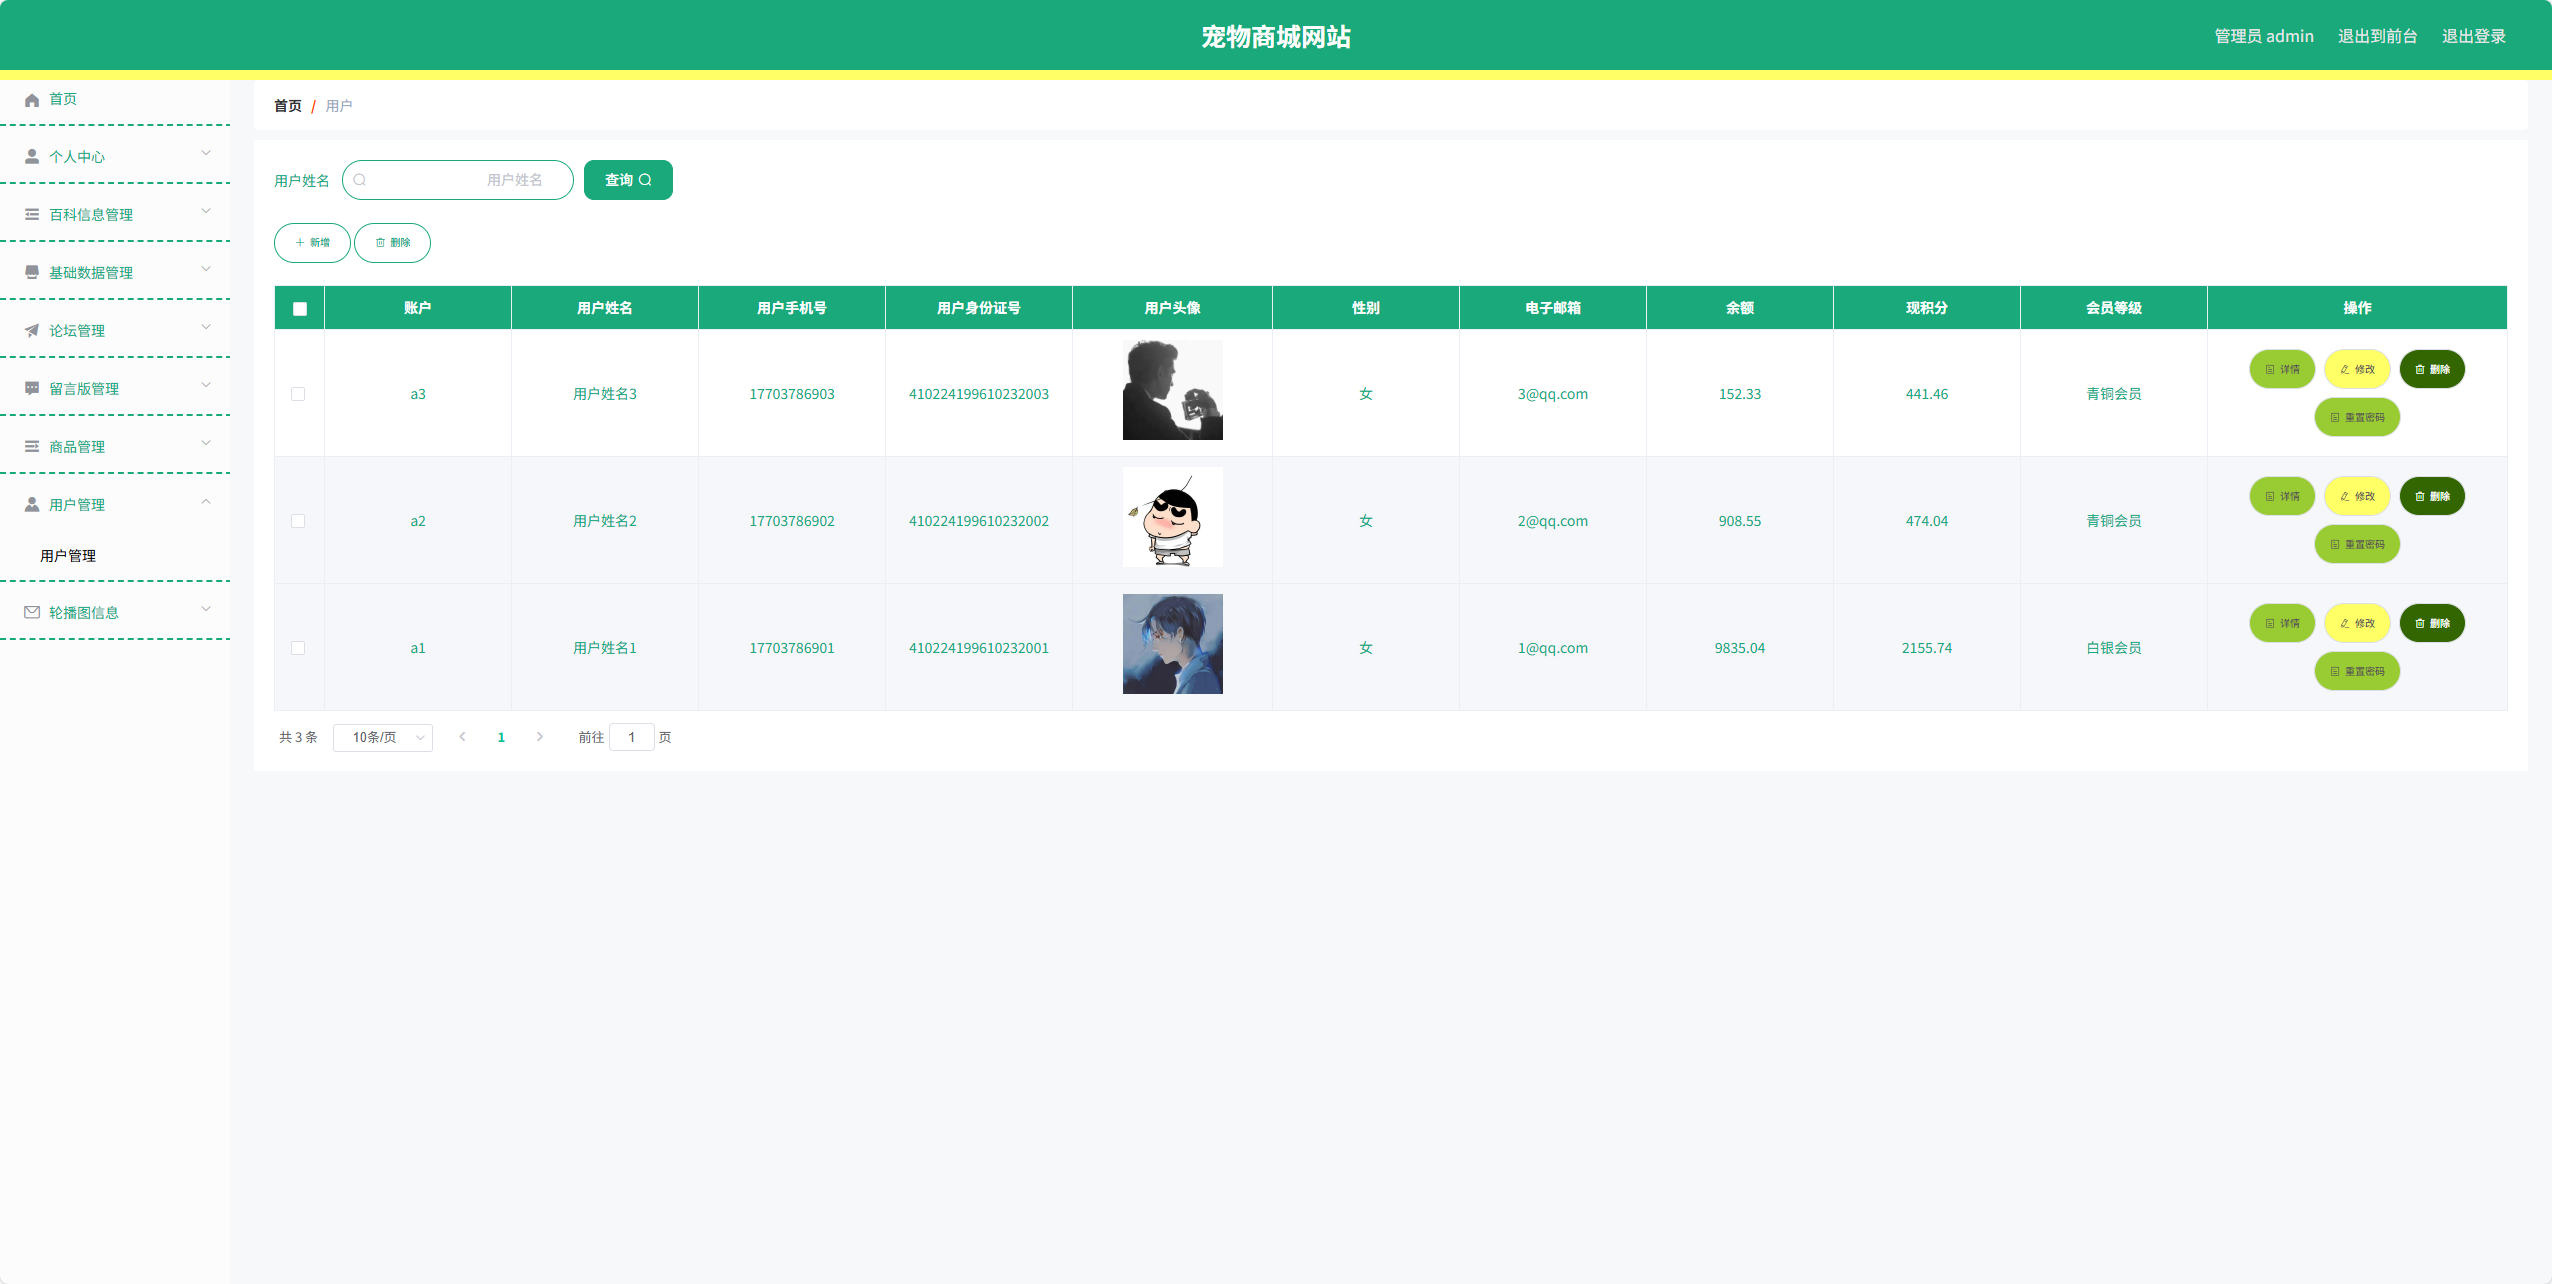 宠物商城网站
管理员 admin 退出到前台 退出登录
首页
个人中心
百科信息管理
基础数据管理
论坛管理
留言版管理
商品管理
用户管理
用户管理
轮播图信息
首页 / 用户
用户姓名 用户姓名 查询
新增 删除
账户 用户姓名 用户手机号 用户身份证号 用户头像 性别 电子邮箱 余额 现积分 会员等级 操作
a3 用户姓名3 17703786903 410224199610232003 女 3@qq.com 152.33 441.46 青铜会员 详情 修改 删除
重置密码
a2 用户姓名2 17703786902 410224199610232002 女 2@qq.com 908.55 474.04 青铜会员 详情 修改 删除
重置密码
a1 用户姓名1 17703786901 410224199610232001 女 1@qq.com 9835.04 2155.74 白银会员 详情 修改 删除
重置密码
共 3 条 10条/页 1 前往 1 页